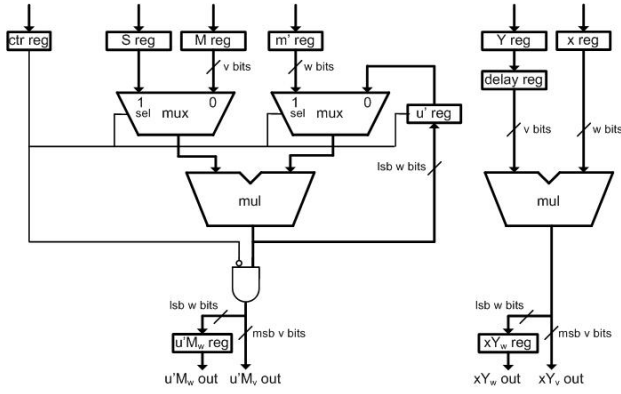 ctr reg
S reg
M reg
m' reg
Y reg
x reg
v bits
w bits
delay reg
1 mux 0
sel
1 mux 0
sel
u' reg
v bits
w bits
lsb w bits
mul
mul
lsb w bits
msb v bits
u'Mw reg
u'Mw out
u'Mv out
lsb w bits
msb v bits
xYw reg
xYw out
xYv out